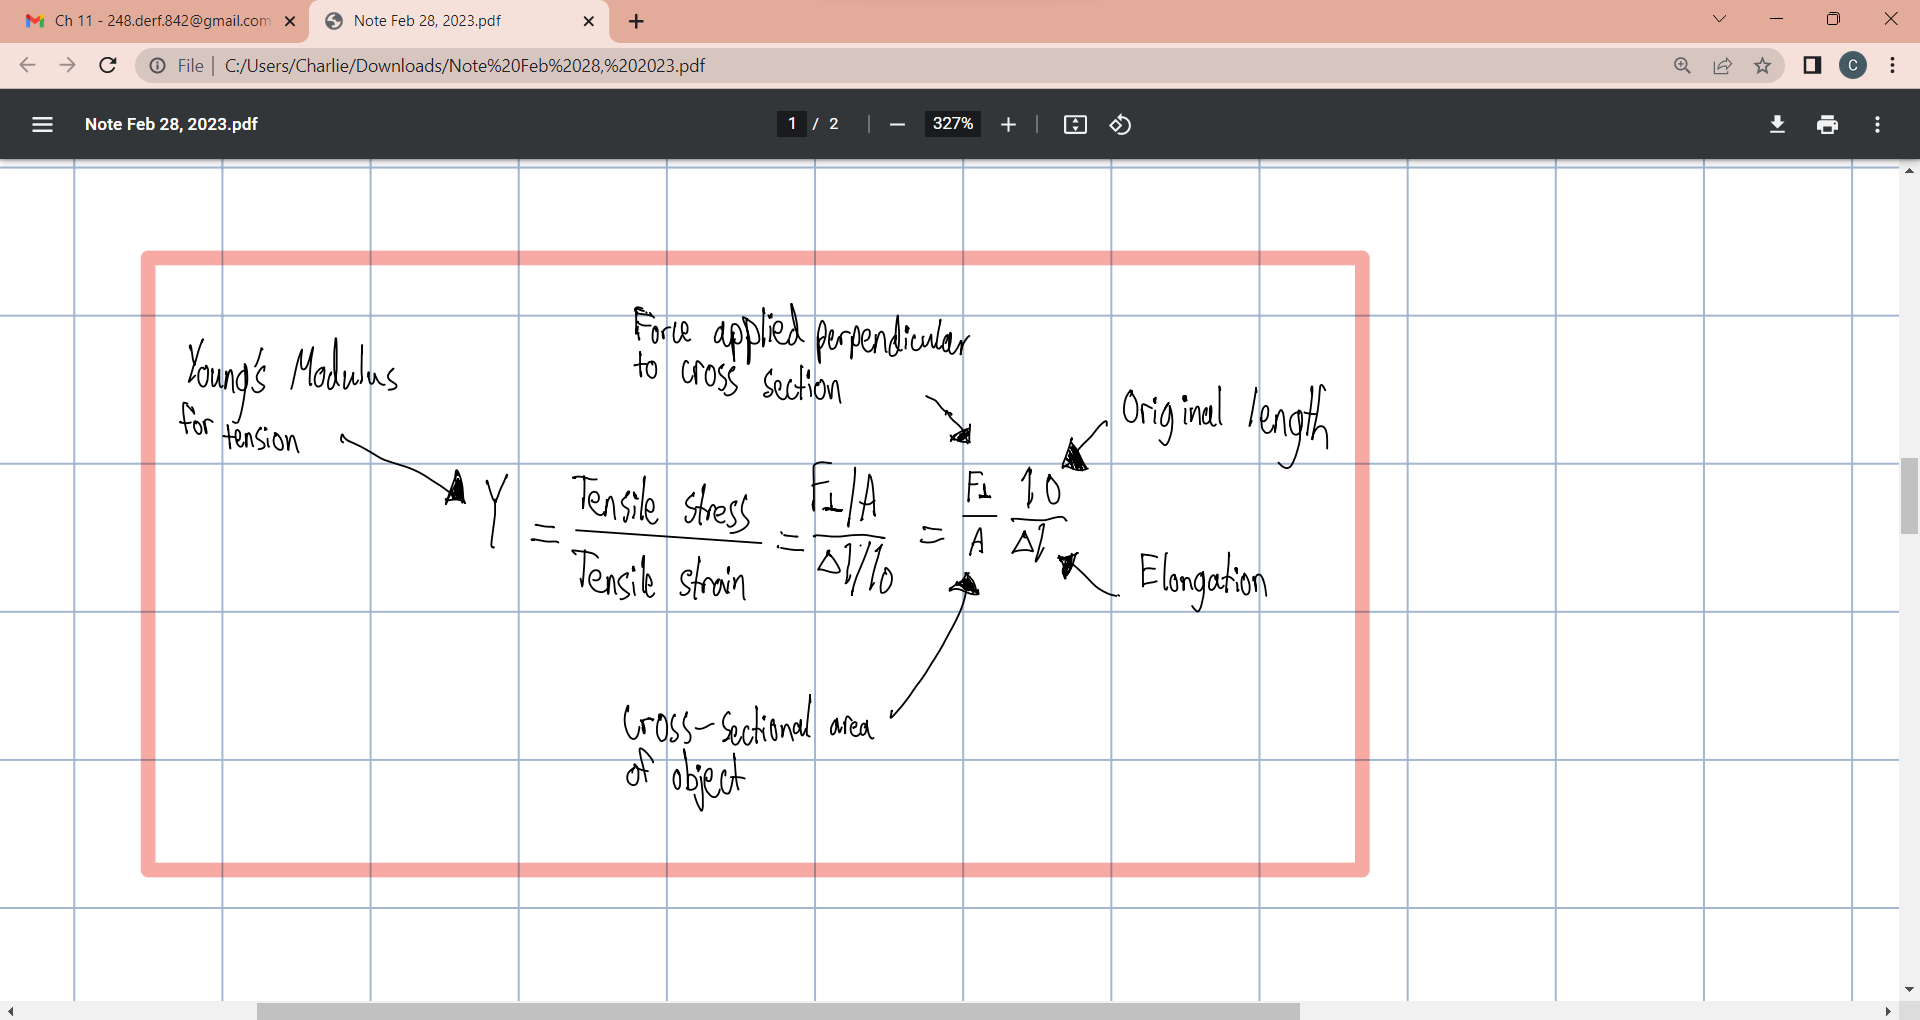 Ch 11 - 248.derf.842@gmail.com
Note Feb 28, 2023.pdf
File | C:/Users/Charlie/Downloads/Note%20Feb%2028,%202023.pdf
C
Note Feb 28, 2023.pdf
1 / 2
327%
Force applied perpendicular
to cross section
Young's Modulus
for tension
Original length
Y = Tensile stress / Tensile strain = F⊥/A / Δl/l0 = F⊥/A l0/Δl
Elongation
Cross-sectional area
of object